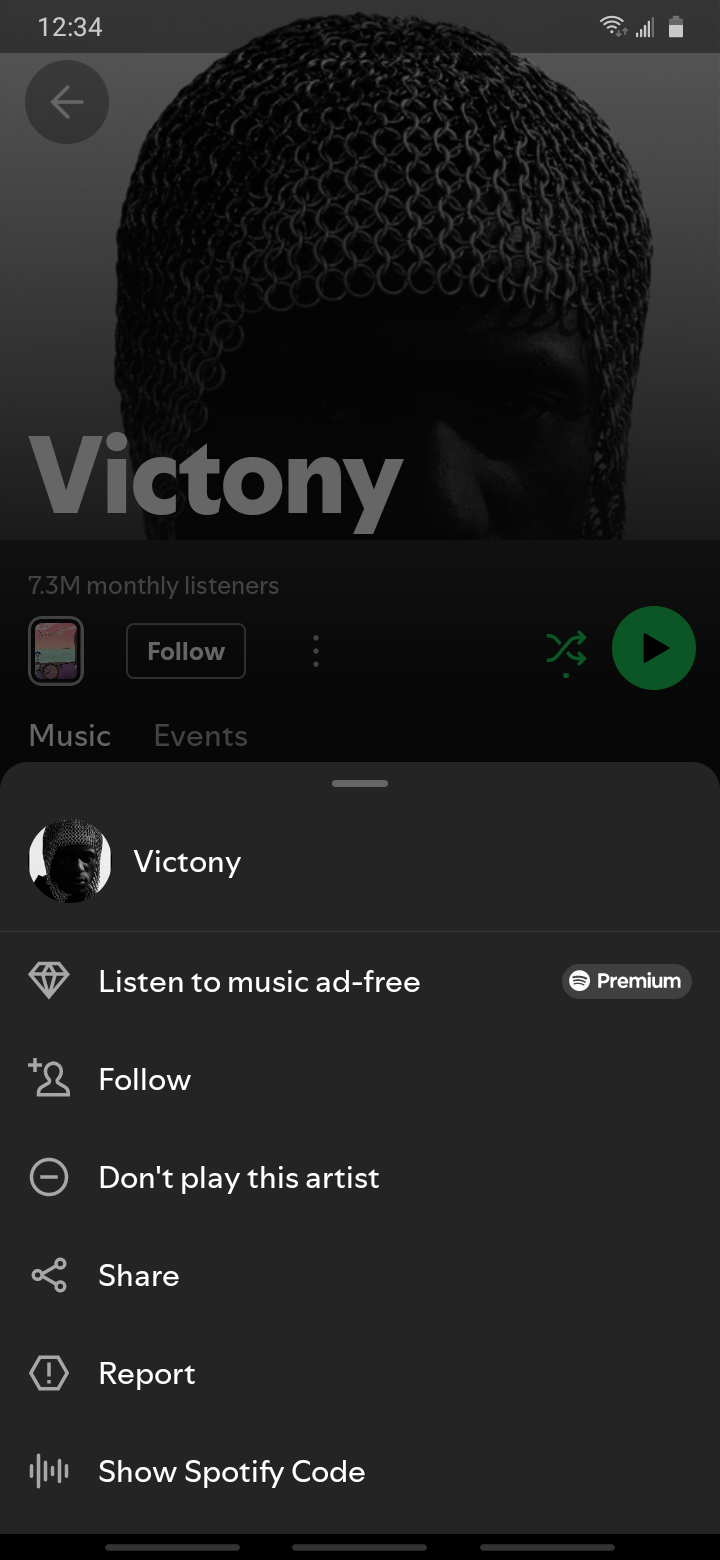 12:34
Victony
7.3M monthly listeners
Follow
Music Events
Victony
Listen to music ad-free Premium
Follow
Don't play this artist
Share
Report
Show Spotify Code